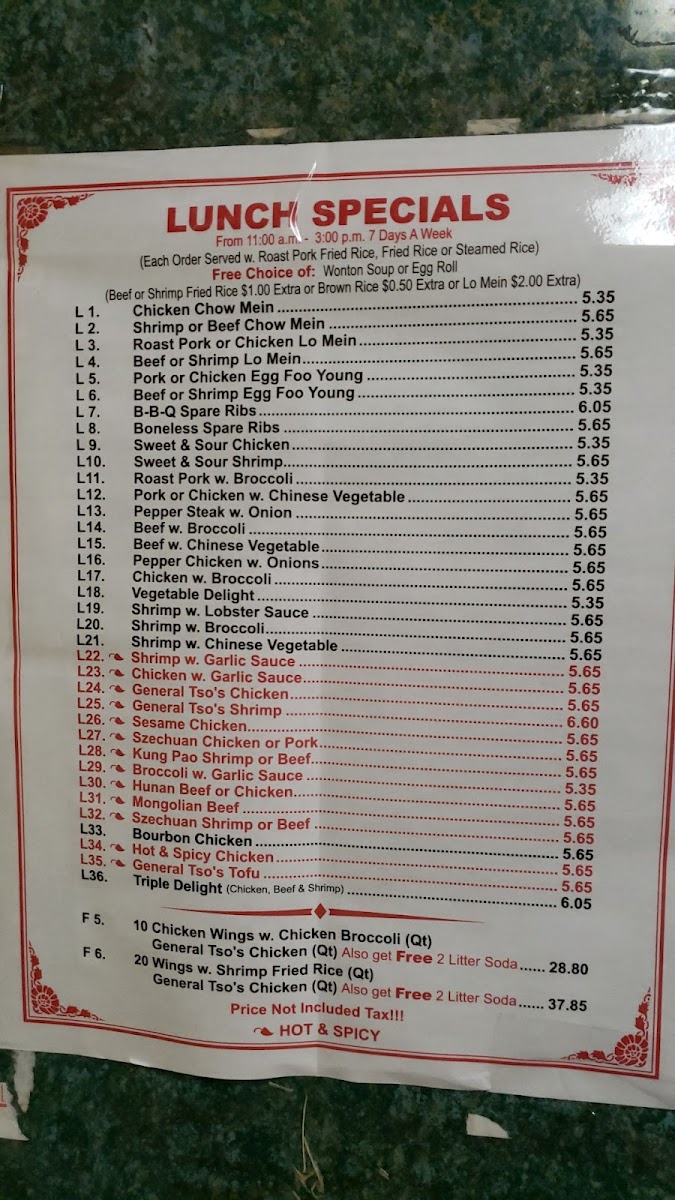 LUNCH SPECIALS
From 11:00 a.m. - 3:00 p.m. 7 Days A Week
(Each Order Served w. Roast Pork Fried Rice, Fried Rice or Steamed Rice)
Free Choice of: Wonton Soup or Egg Roll
(Beef or Shrimp Fried Rice $1.00 Extra or Brown Rice $0.50 Extra or Lo Mein $2.00 Extra)
L 1. Chicken Chow Mein 5.35
L 2. Shrimp or Beef Chow Mein 5.65
L 3. Roast Pork or Chicken Lo Mein 5.35
L 4. Beef or Shrimp Lo Mein 5.65
L 5. Pork or Chicken Egg Foo Young 5.35
L 6. Beef or Shrimp Egg Foo Young 5.35
L 7. B-B-Q Spare Ribs 6.05
L 8. Boneless Spare Ribs 5.65
L 9. Sweet & Sour Chicken 5.35
L10. Sweet & Sour Shrimp 5.65
L11. Roast Pork w. Broccoli 5.35
L12. Pork or Chicken w. Chinese Vegetable 5.65
L13. Pepper Steak w. Onion 5.65
L14. Beef w. Broccoli 5.65
L15. Beef w. Chinese Vegetable 5.65
L16. Pepper Chicken w. Onions 5.65
L17. Chicken w. Broccoli 5.65
L18. Vegetable Delight 5.35
L19. Shrimp w. Lobster Sauce 5.65
L20. Shrimp w. Broccoli 5.65
L21. Shrimp w. Chinese Vegetable 5.65
L22. Shrimp w. Garlic Sauce 5.65
L23. Chicken w. Garlic Sauce 5.65
L24. General Tso's Chicken 5.65
L25. General Tso's Shrimp 6.60
L26. Sesame Chicken 5.65
L27. Szechuan Chicken or Pork 5.65
L28. Kung Pao Shrimp or Beef 5.65
L29. Broccoli w. Garlic Sauce 5.35
L30. Hunan Beef or Chicken 5.65
L31. Mongolian Beef 5.65
L32. Szechuan Shrimp or Beef 5.65
L33. Bourbon Chicken 5.65
L34. Hot & Spicy Chicken 5.65
L35. General Tso's Tofu 5.65
L36. Triple Delight (Chicken, Beef & Shrimp) 6.05
F 5. 10 Chicken Wings w. Chicken Broccoli (Qt)
General Tso's Chicken (Qt) Also get Free 2 Litter Soda 28.80
F 6. 20 Wings w. Shrimp Fried Rice (Qt)
General Tso's Chicken (Qt) Also get Free 2 Litter Soda 37.85
Price Not Included Tax!!!
HOT & SPICY